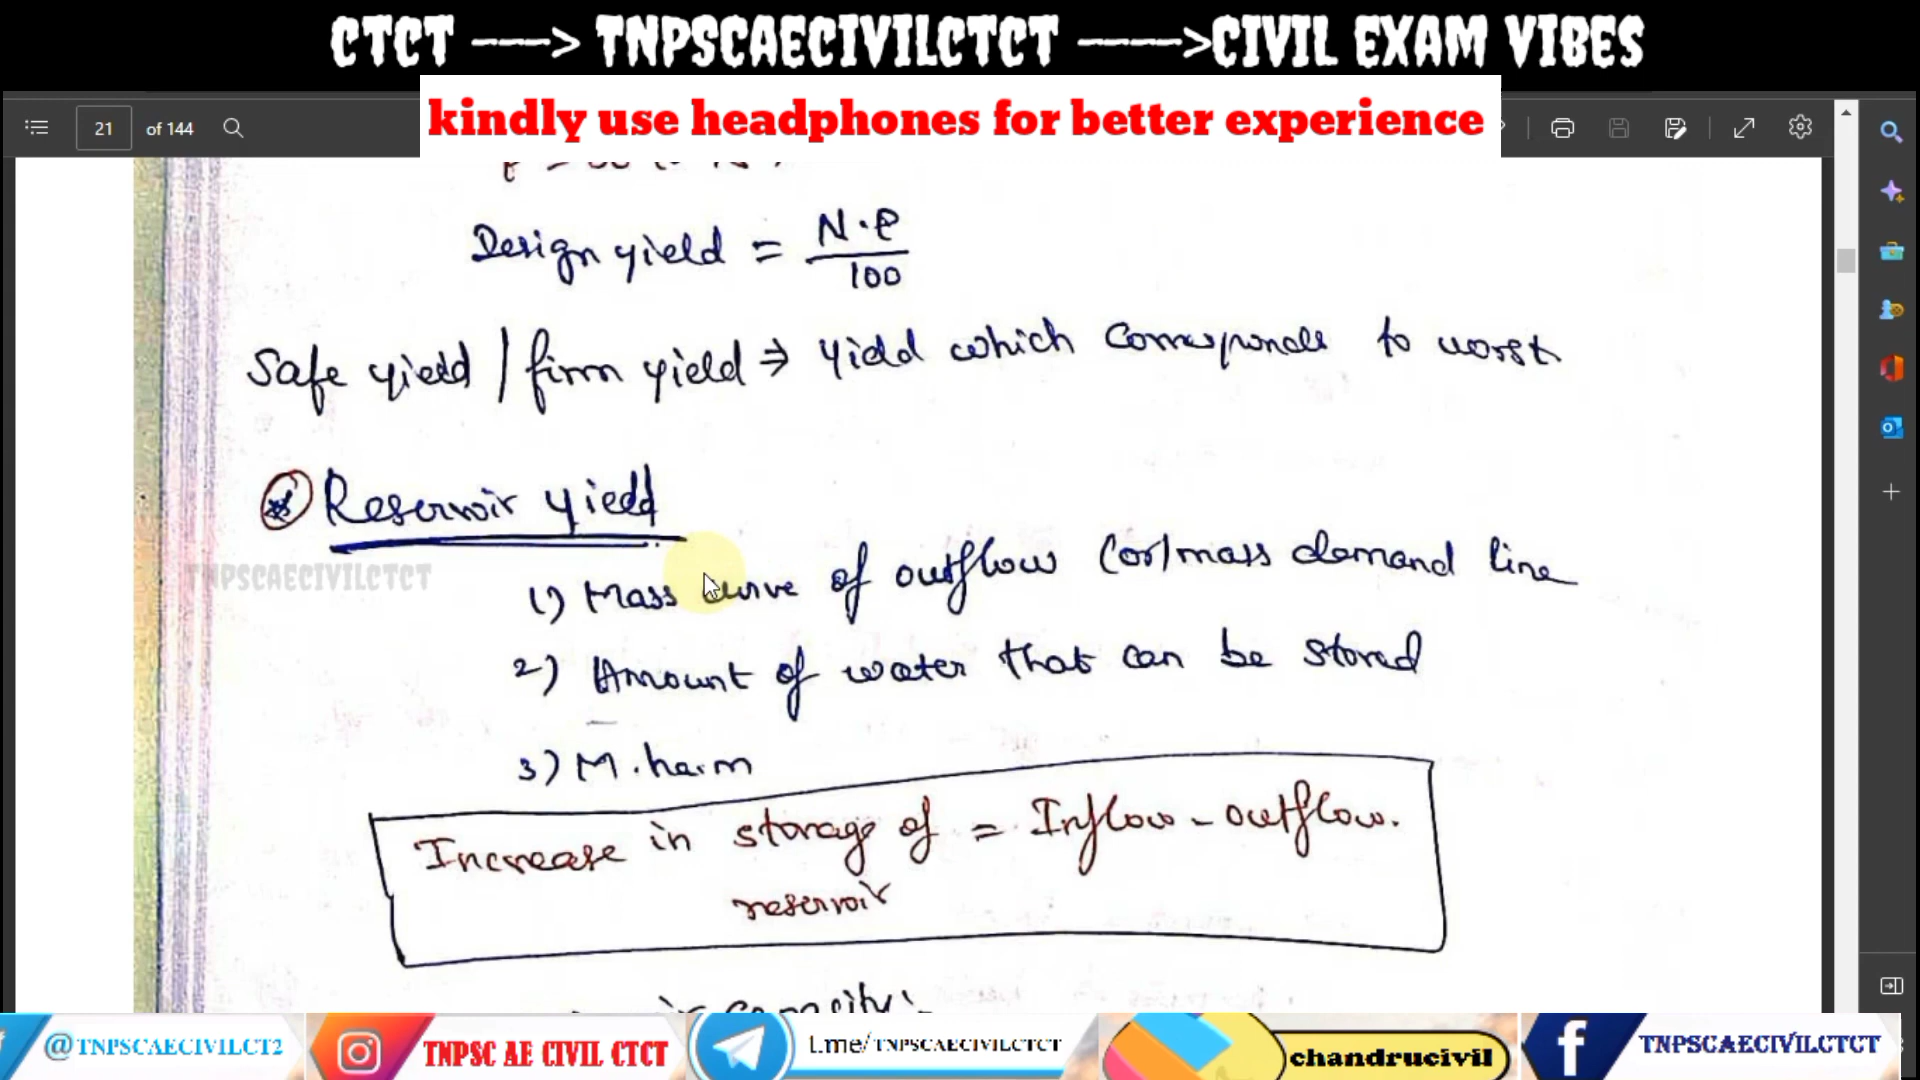 CTCT ---> TNPSCAECIVILCTCT ---->CIVIL EXAM VIBES
kindly use headphones for better experience
21 of 144
Design yield = N.P
100
Safe yield / firm yield ⇒ yield which corresponds to worst
Reservoir yield
TNPSCAECIVILCTCT
1) Mass curve of outflow (or) mass demand line
2) Amount of water that can be stored
3) M.ha.m
Increase in storage of = Inflow - outflow.
reservoir
capacity:
@TNPSCAECIVILCT2 TNPSC AE CIVIL CTCT t.me/TNPSCAECIVILCTCT chandrucivil TNPSCAECIVILCTCT